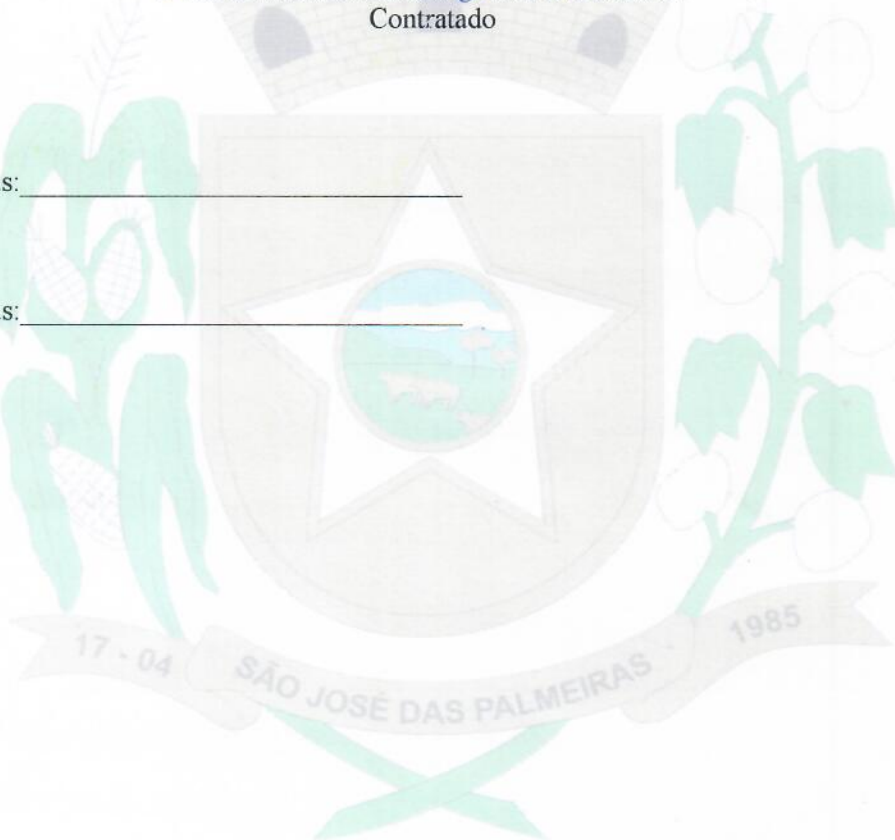 Contratado
s:
s:
17 - 04
SÃO JOSÉ DAS PALMEIRAS
1985